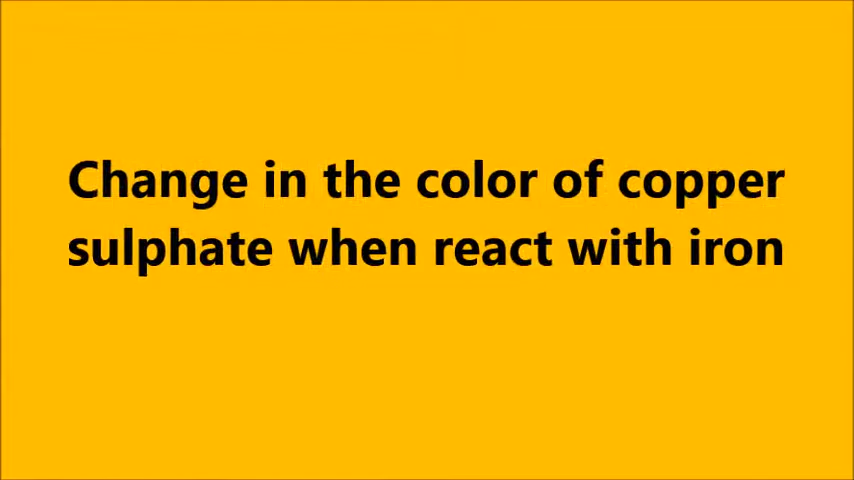 Change in the color of copper
sulphate when react with iron